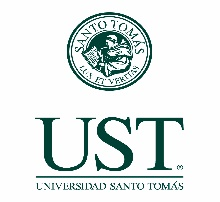 SANTO TOMÁS
LUX ET VERITAS
UST®
UNIVERSIDAD SANTO TOMÁS